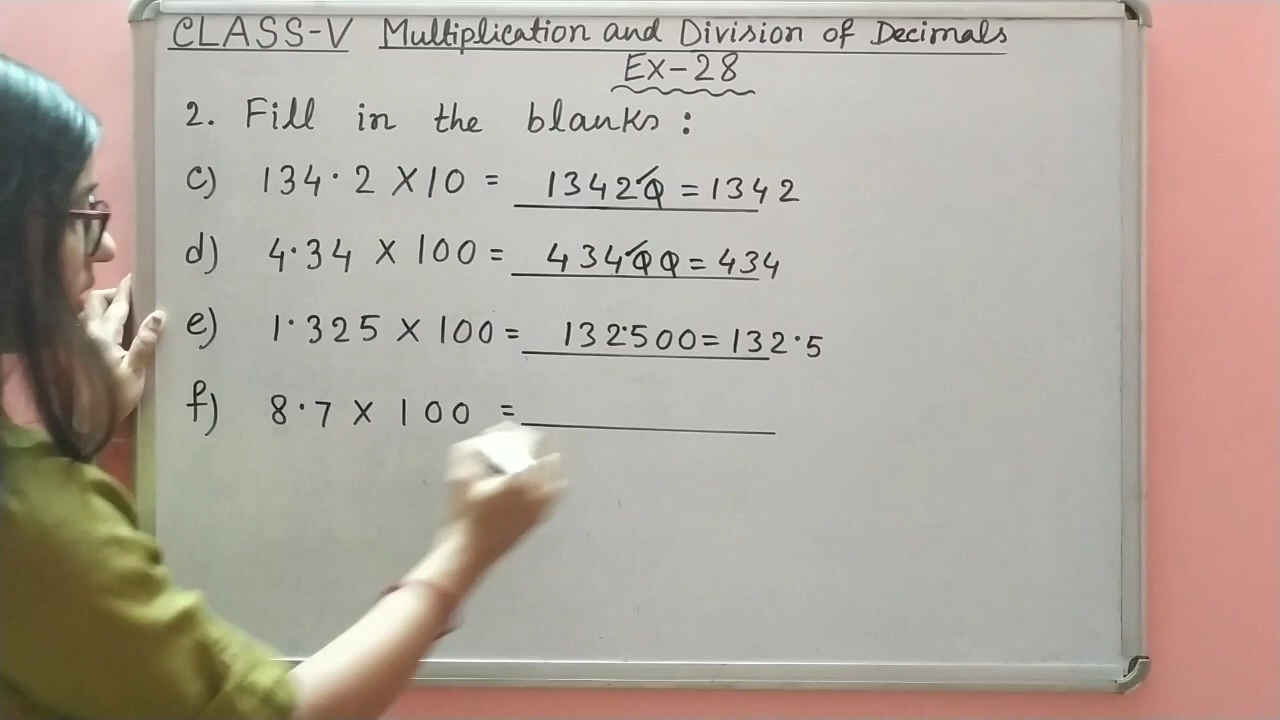 CLASS-V Multiplication and Division of Decimals
Ex-28
2. Fill in the blanks :
c) 134·2 X 10 = 13420 = 1342
d) 4·34 X 100 = 43400 = 434
e) 1·325 X 100 = 132·500 = 132·5
f) 8·7 X 100 = ___